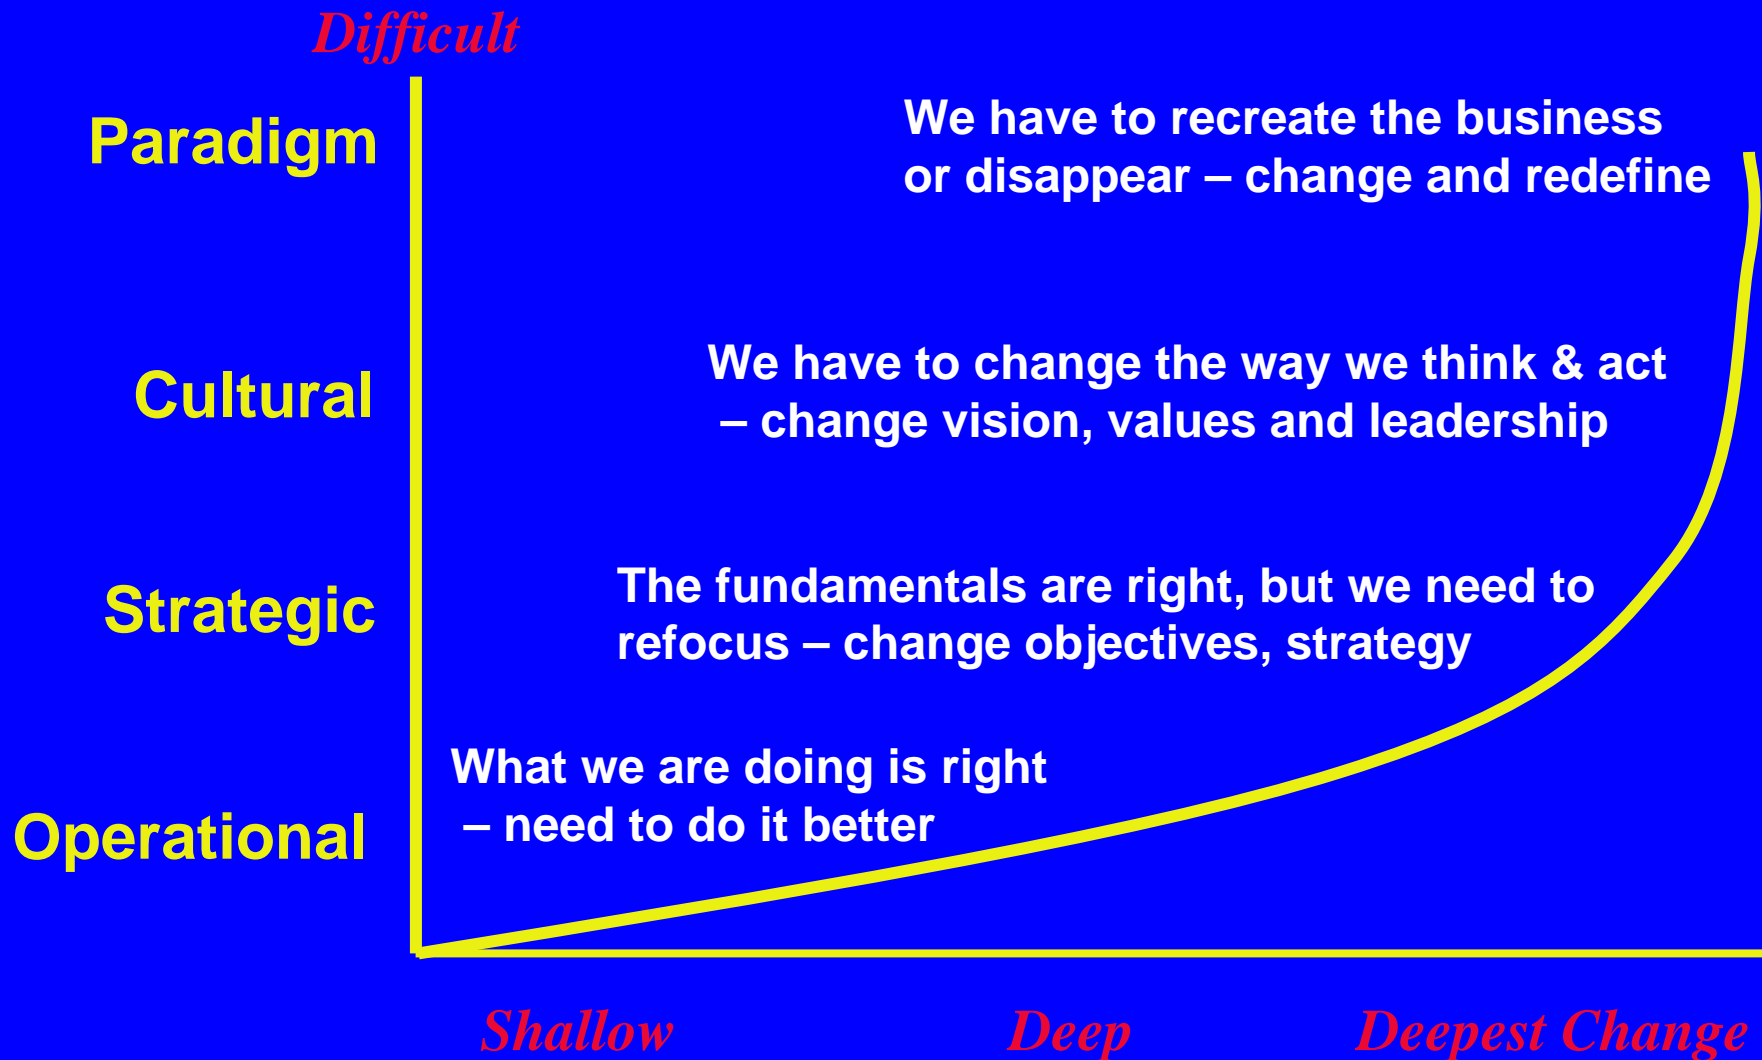 Difficult
Paradigm
We have to recreate the business
or disappear – change and redefine
Cultural
We have to change the way we think & act
– change vision, values and leadership
Strategic
The fundamentals are right, but we need to
refocus – change objectives, strategy
Operational
What we are doing is right
– need to do it better
Shallow
Deep
Deepest Change